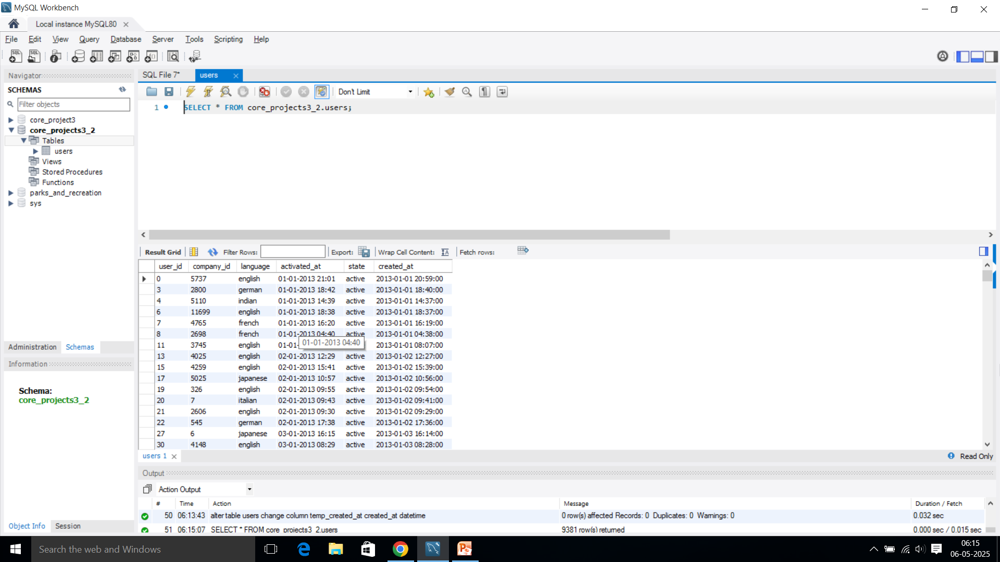 MySQL Workbench
Local instance MySQL80
File Edit View Query Database Server Tools Scripting Help
Navigator
SCHEMAS
Filter objects
core_project3
core_projects3_2
Tables
users
Views
Stored Procedures
Functions
parks_and_recreation
sys
Administration Schemas
Information
Schema:
core_projects3_2
Object Info Session
SQL File 7* users
Don't Limit
1 SELECT * FROM core_projects3_2.users;
Result Grid Filter Rows: Export: Wrap Cell Content: Fetch rows:
user_id company_id language activated_at state created_at
0 5737 english 01-01-2013 21:01 active 2013-01-01 20:59:00
3 2800 german 01-01-2013 18:42 active 2013-01-01 18:40:00
4 5110 indian 01-01-2013 14:39 active 2013-01-01 14:37:00
6 11699 english 01-01-2013 18:38 active 2013-01-01 18:37:00
7 4765 french 01-01-2013 16:20 active 2013-01-01 16:19:00
8 2698 french 01-01-2013 04:40 active 2013-01-01 04:38:00
01-01-2013 04:40
11 3745 english 01-01- 2013-01-01 08:07:00
13 4025 english 02-01-2013 12:29 active 2013-01-02 12:27:00
15 4259 english 02-01-2013 15:41 active 2013-01-02 15:39:00
17 5025 japanese 02-01-2013 10:57 active 2013-01-02 10:56:00
19 326 english 02-01-2013 09:55 active 2013-01-02 09:54:00
20 7 italian 02-01-2013 09:43 active 2013-01-02 09:41:00
21 2606 english 02-01-2013 09:30 active 2013-01-02 09:29:00
22 545 german 02-01-2013 17:38 active 2013-01-02 17:36:00
27 6 japanese 03-01-2013 16:15 active 2013-01-03 16:14:00
30 4148 english 03-01-2013 08:29 active 2013-01-03 08:28:00
users 1 Read Only
Output
Action Output
# Time Action Message Duration / Fetch
50 06:13:43 alter table users change column temp_created_at created_at datetime 0 row(s) affected Records: 0 Duplicates: 0 Warnings: 0 0.032 sec
51 06:15:07 SELECT * FROM core_projects3_2.users 9381 row(s) returned 0.000 sec / 0.015 sec
Search the web and Windows
06:15
06-05-2025